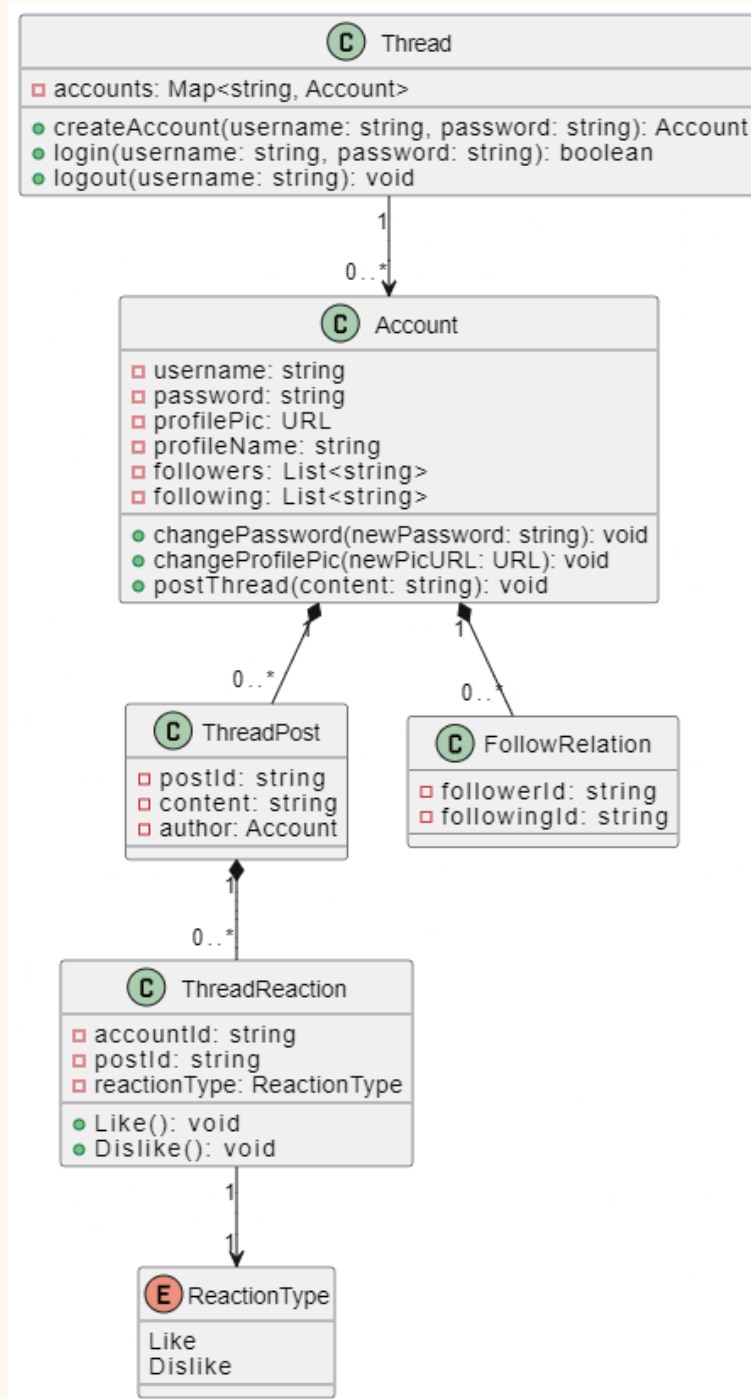 C Thread
accounts: Map<string, Account>
createAccount(username: string, password: string): Account
login(username: string, password: string): boolean
logout(username: string): void
1
0..*
C Account
username: string
password: string
profilePic: URL
profileName: string
followers: List<string>
following: List<string>
changePassword(newPassword: string): void
changeProfilePic(newPicURL: URL): void
postThread(content: string): void
1 1
0..* 0..*
C ThreadPost
postId: string
content: string
author: Account
C FollowRelation
followerId: string
followingId: string
1
0..*
C ThreadReaction
accountId: string
postId: string
reactionType: ReactionType
Like(): void
Dislike(): void
1
1
E ReactionType
Like
Dislike